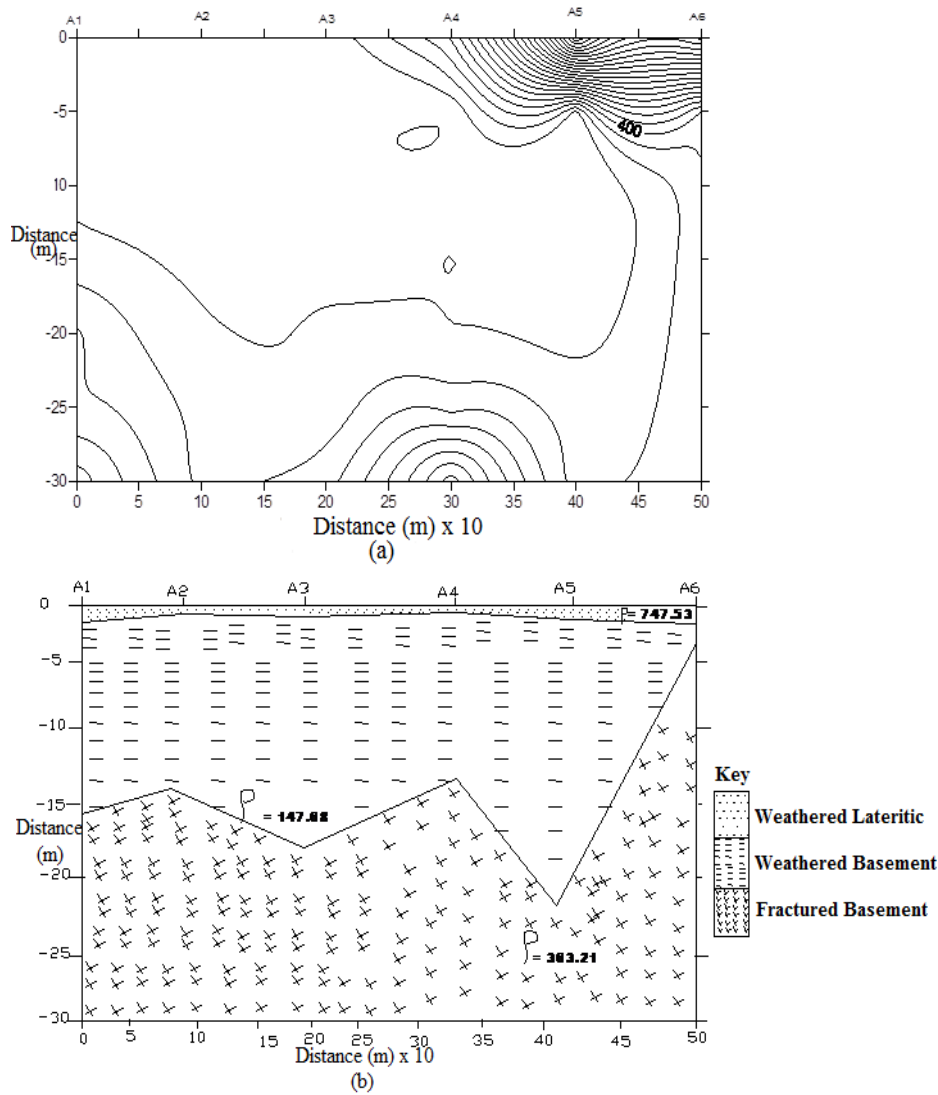 A1 A2 A3 A4 A5 A6
0
-5
400
10
Distance
(m)
-15
-20
-25
-30
0 5 10 15 20 25 30 35 40 45 50
Distance (m) x 10
(a)
A1 A2 A3 A4 A5 A6
0
= 747.53
-5
-10
Key
Weathered Lateritic
-15
= 147.68
Distance
(m)
Weathered Basement
-20
Fractured Basement
-25
= 363.21
-30
0 5 10 15 20 25 30 35 40 45 50
Distance (m) x 10
(b)